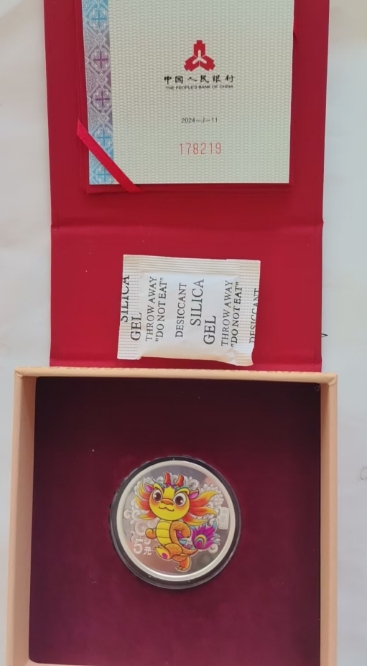 中国人民银行
THE PEOPLE'S BANK OF CHINA
2024-J-11
178219
SILICA
GEL
THROW AWAY
"DO NOT EAT"
DESICCANT
SILICA
GEL
THROW AWAY
"DO NOT EAT"
DESICCANT